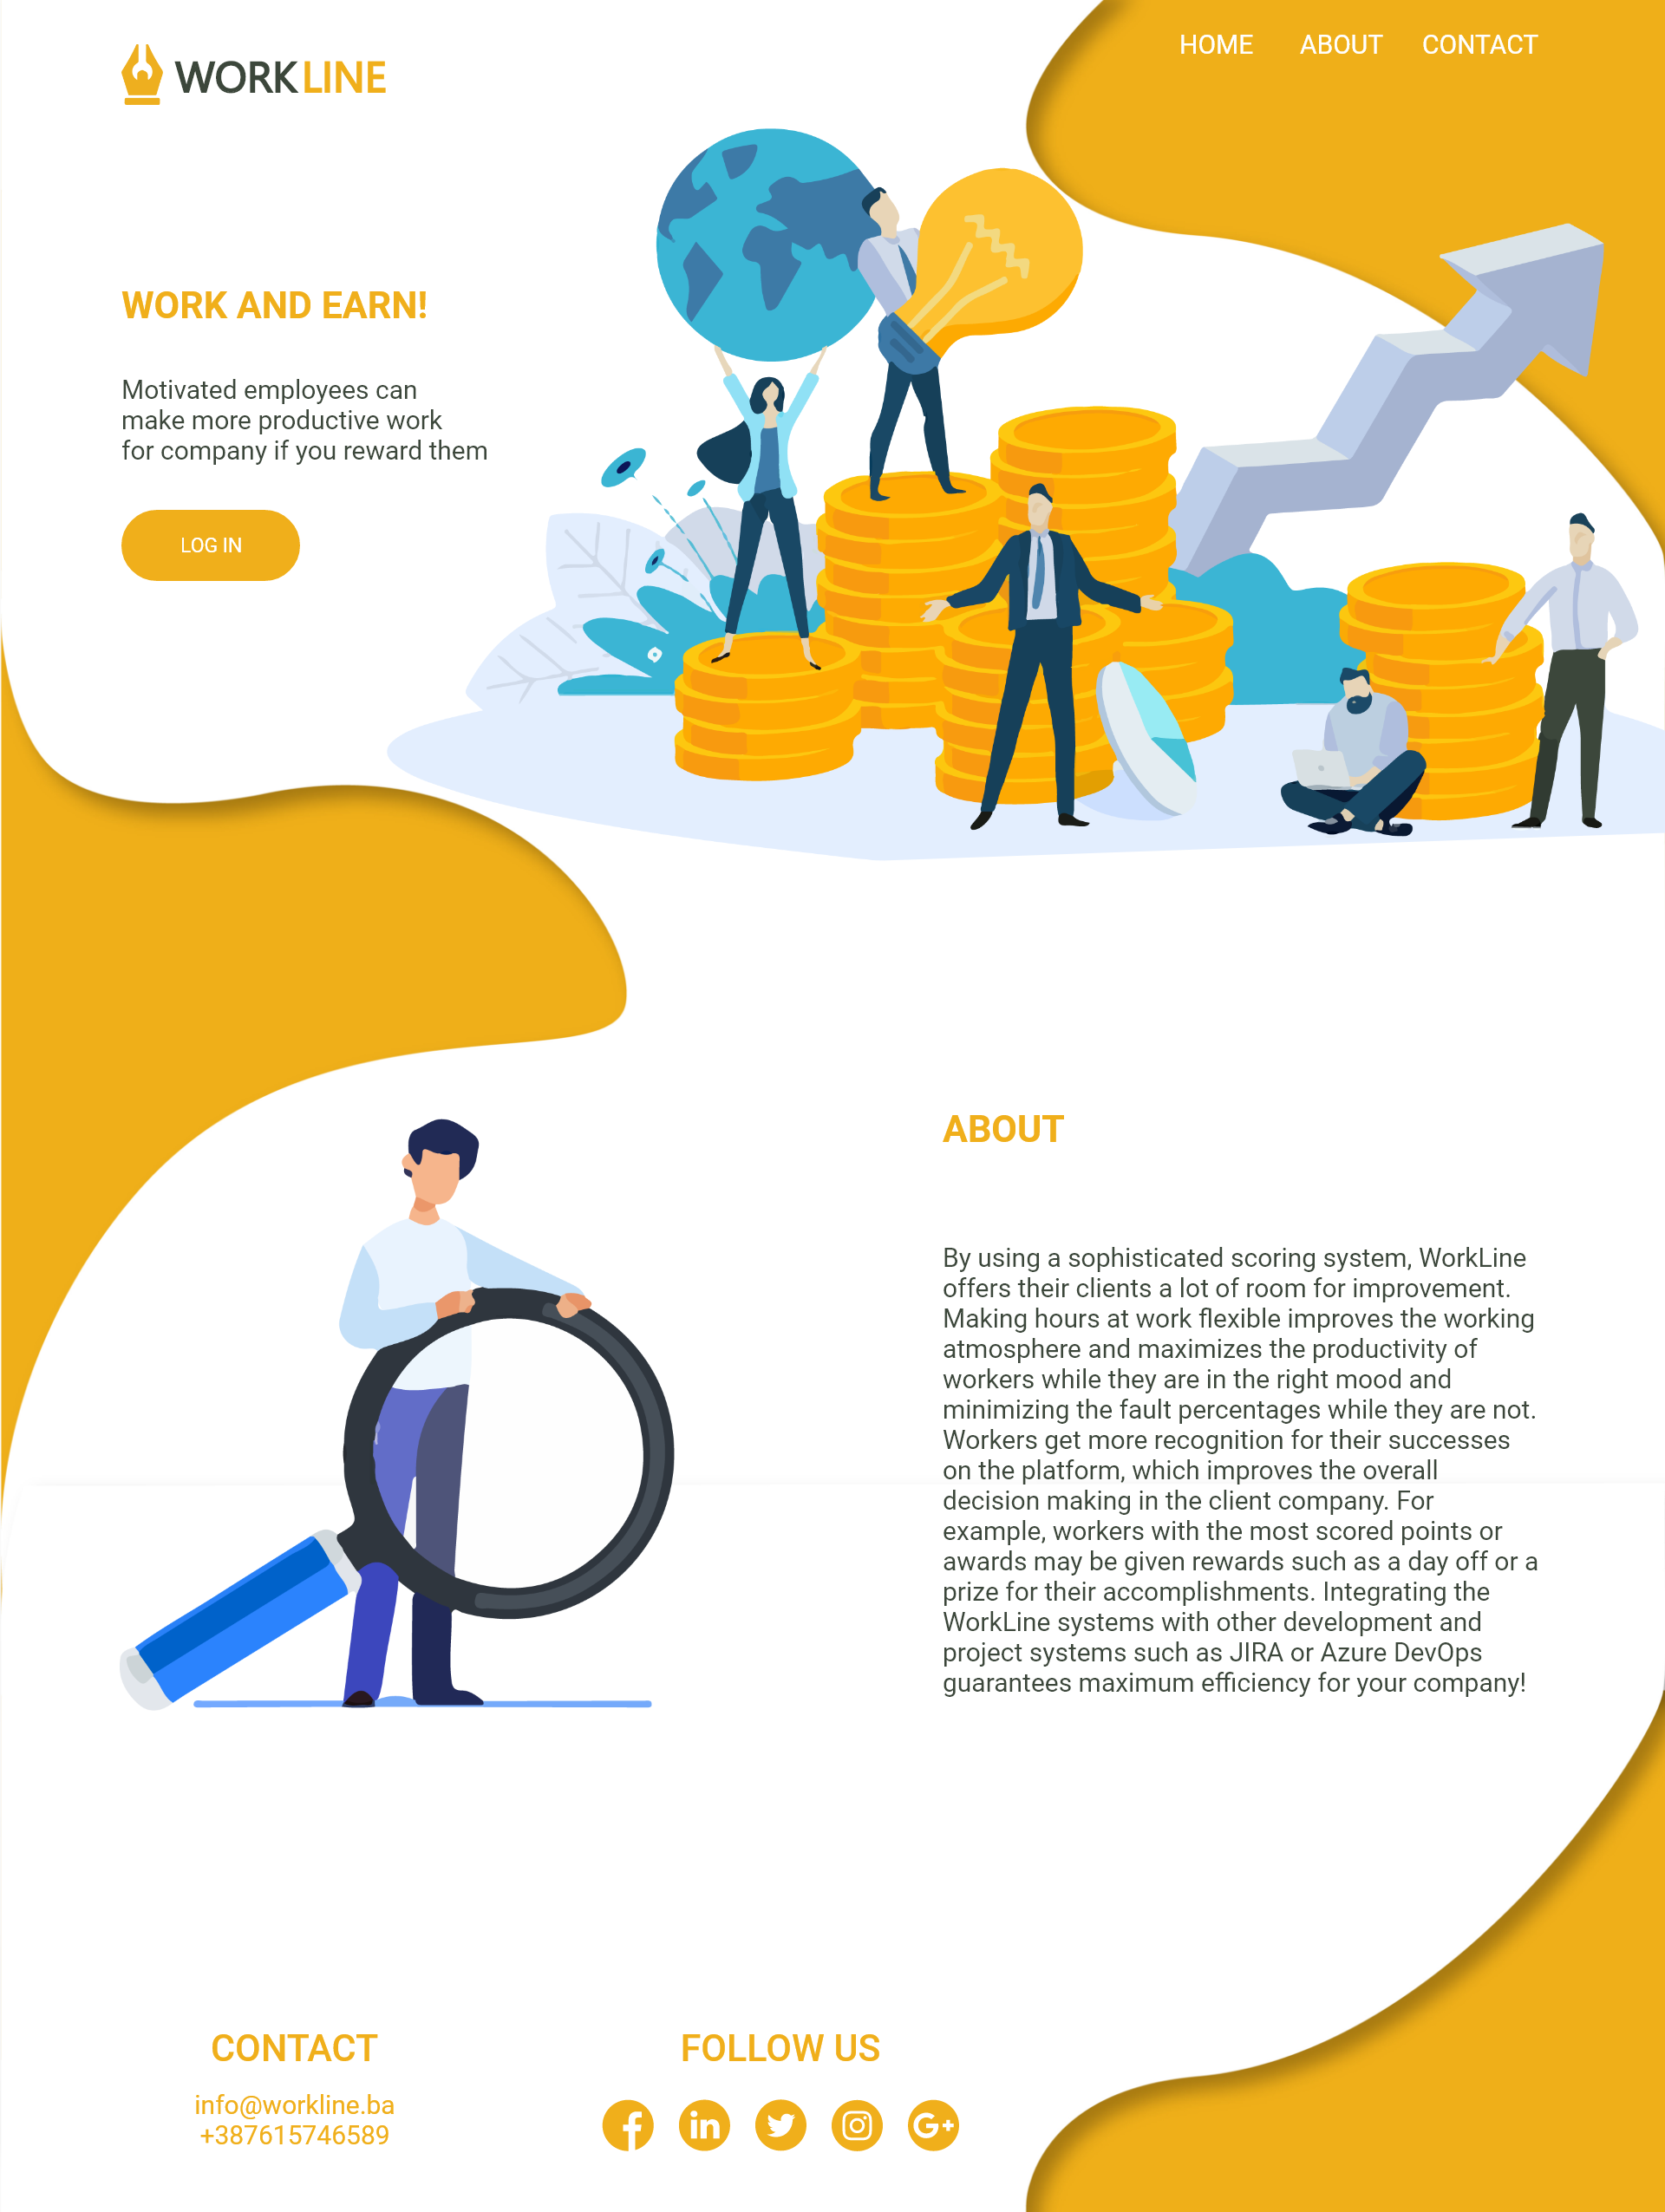 WORKLINE
HOME ABOUT CONTACT
WORK AND EARN!
Motivated employees can
make more productive work
for company if you reward them
LOG IN
ABOUT
By using a sophisticated scoring system, WorkLine
offers their clients a lot of room for improvement.
Making hours at work flexible improves the working
atmosphere and maximizes the productivity of
workers while they are in the right mood and
minimizing the fault percentages while they are not.
Workers get more recognition for their successes
on the platform, which improves the overall
decision making in the client company. For
example, workers with the most scored points or
awards may be given rewards such as a day off or a
prize for their accomplishments. Integrating the
WorkLine systems with other development and
project systems such as JIRA or Azure DevOps
guarantees maximum efficiency for your company!
CONTACT
info@workline.ba
+387615746589
FOLLOW US
f in G+